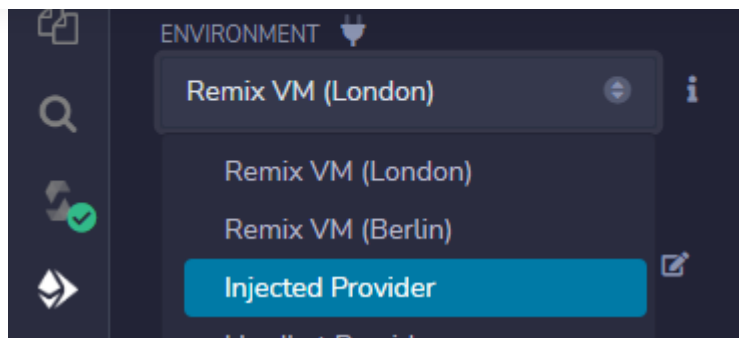 ENVIRONMENT
Remix VM (London)
Remix VM (London)
Remix VM (Berlin)
Injected Provider